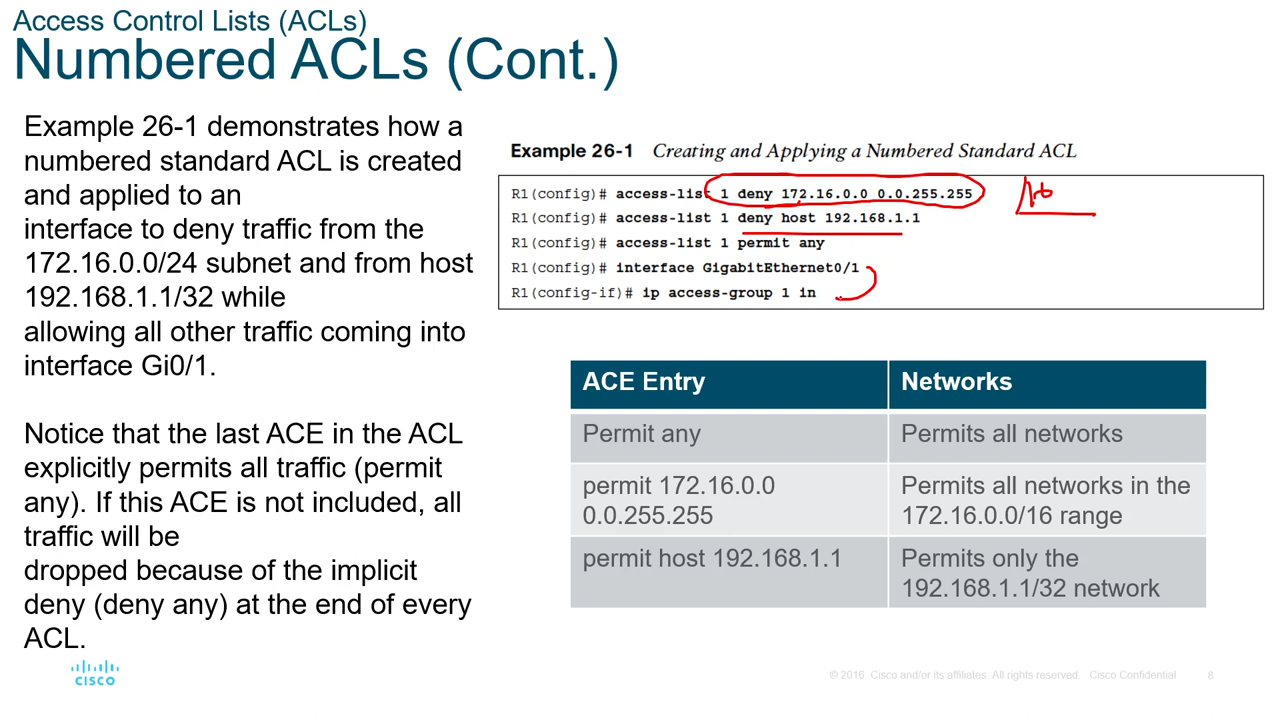 Access Control Lists (ACLs)
Numbered ACLs (Cont.)
Example 26-1 demonstrates how a
numbered standard ACL is created
and applied to an
interface to deny traffic from the
172.16.0.0/24 subnet and from host
192.168.1.1/32 while
allowing all other traffic coming into
interface Gi0/1.
Notice that the last ACE in the ACL
explicitly permits all traffic (permit
any). If this ACE is not included, all
traffic will be
dropped because of the implicit
deny (deny any) at the end of every
ACL.
Example 26-1 Creating and Applying a Numbered Standard ACL
R1(config)# access-list 1 deny 172.16.0.0 0.0.255.255
R1(config)# access-list 1 deny host 192.168.1.1
R1(config)# access-list 1 permit any
R1(config)# interface GigabitEthernet0/1
R1(config-if)# ip access-group 1 in
ACE Entry Networks
Permit any Permits all networks
permit 172.16.0.0 Permits all networks in the
0.0.255.255 172.16.0.0/16 range
permit host 192.168.1.1 Permits only the
192.168.1.1/32 network
CISCO
© 2016 Cisco and/or its affiliates. All rights reserved. Cisco Confidential 8